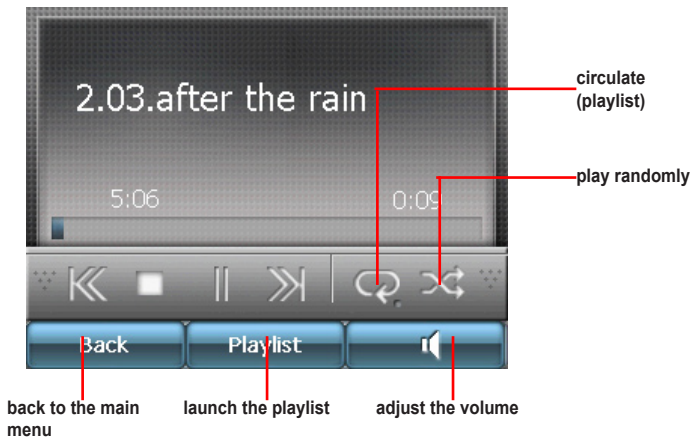 circulate
(playlist)
2.03.after the rain
play randomly
5:06 0:09
Back Playlist
back to the main
menu
launch the playlist
adjust the volume